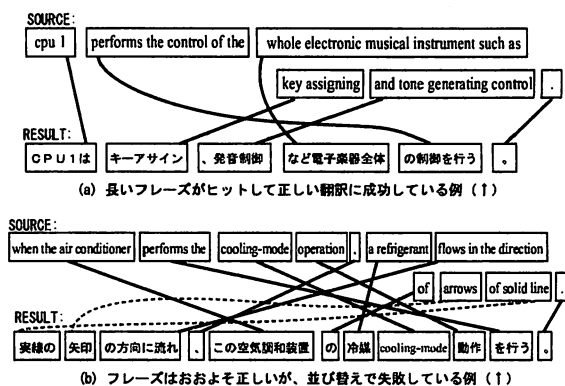 SOURCE:
cpu 1 performs the control of the whole electronic musical instrument such as
key assigning and tone generating control .
RESULT:
CPU1は キーアサイン 、発音制御 など電子楽器全体 の制御を行う 。
(a) 長いフレーズがヒットして正しい翻訳に成功している例(↑)
SOURCE:
when the air conditioner performs the cooling-mode operation , a refrigerant flows in the direction
of arrows of solid line .
RESULT:
実線の 矢印 の方向に流れ 、 この空気調和装置 の 冷媒 cooling-mode 動作 を行う 。
(b) フレーズはおおよそ正しいが、並び替えで失敗している例(↑)